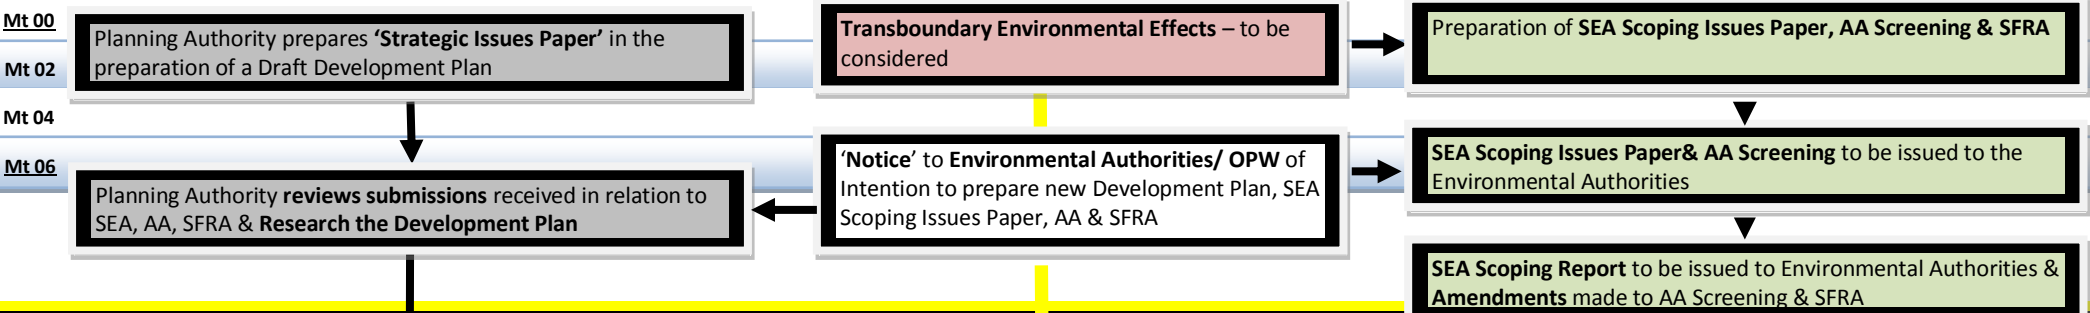 Mt 00
Mt 02
Mt 04
Mt 06
Planning Authority prepares ‘Strategic Issues Paper’ in the
preparation of a Draft Development Plan
Planning Authority reviews submissions received in relation to
SEA, AA, SFRA & Research the Development Plan
Transboundary Environmental Effects – to be
considered
‘Notice’ to Environmental Authorities/ OPW of
Intention to prepare new Development Plan, SEA
Scoping Issues Paper, AA & SFRA
Preparation of SEA Scoping Issues Paper, AA Screening & SFRA
SEA Scoping Issues Paper& AA Screening to be issued to the
Environmental Authorities
SEA Scoping Report to be issued to Environmental Authorities &
Amendments made to AA Screening & SFRA